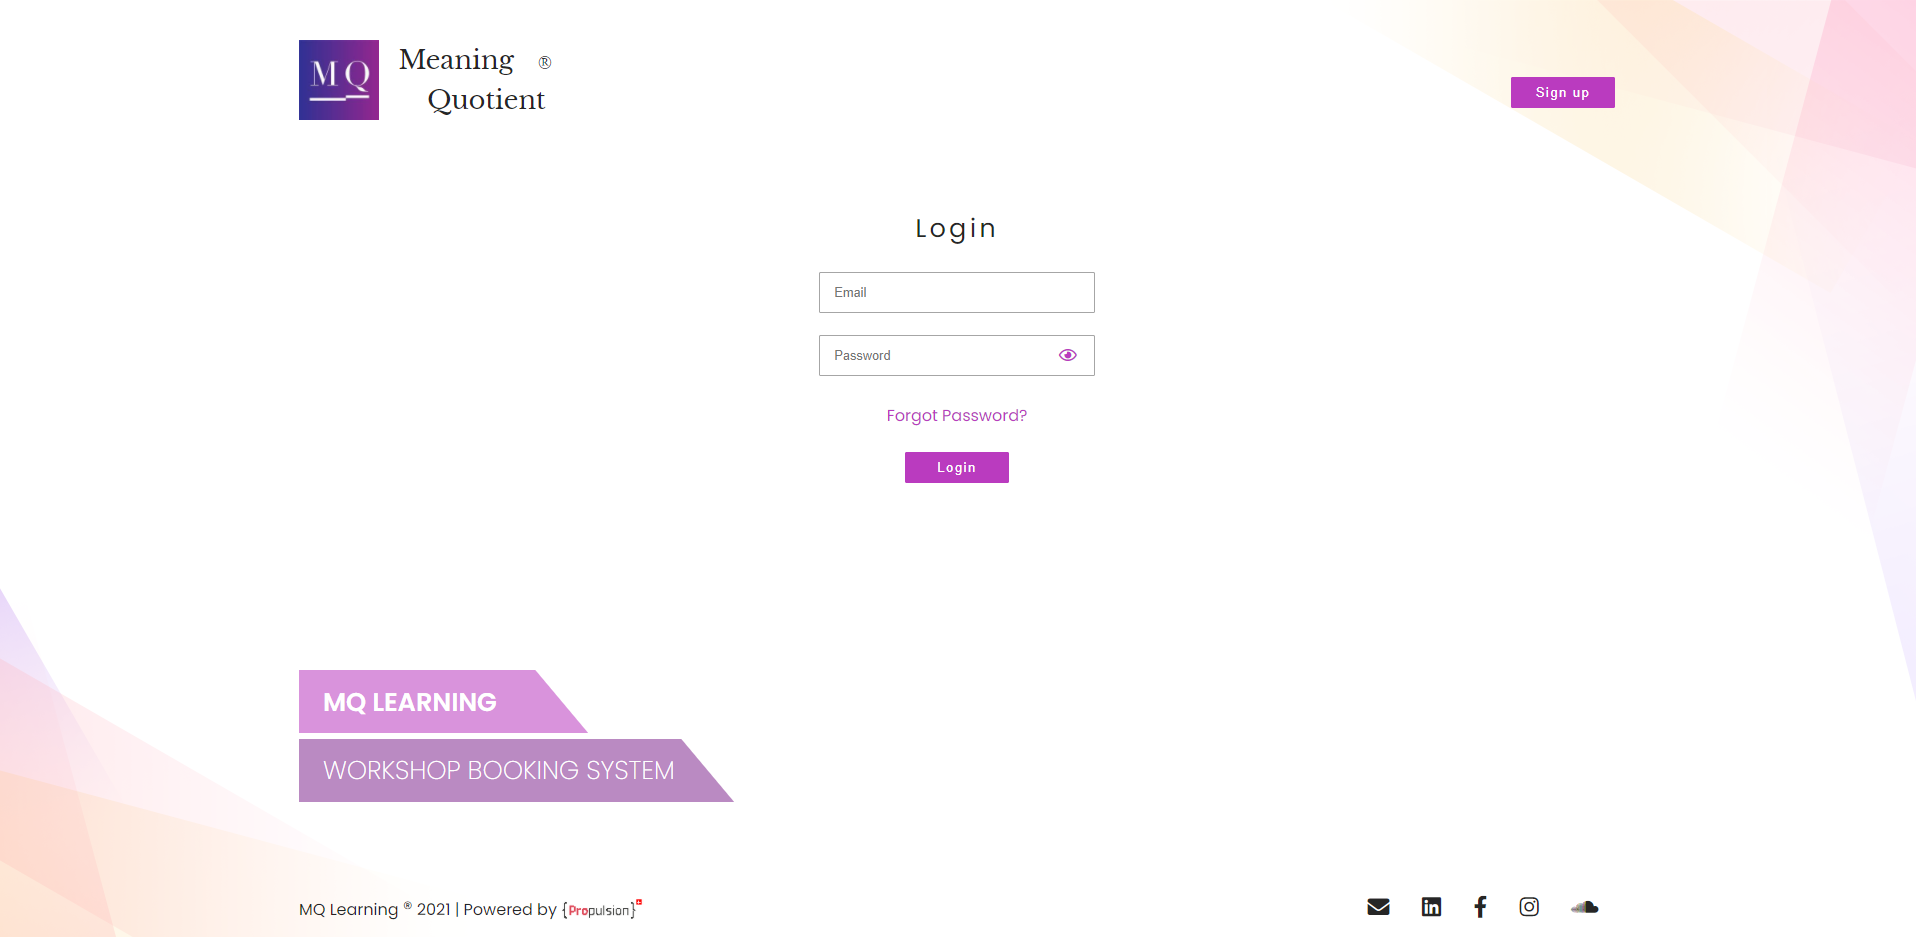 MQ
Meaning ®
Quotient
Sign up
Login
Email
Password
Forgot Password?
Login
MQ LEARNING
WORKSHOP BOOKING SYSTEM
MQ Learning ® 2021 | Powered by {Propulsion}